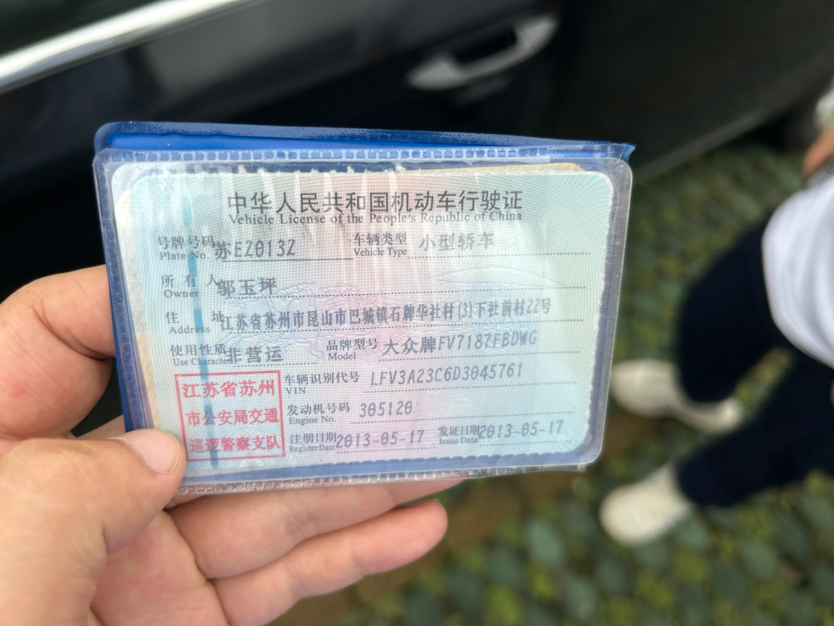 中华人民共和国机动车行驶证
Vehicle License of the People's Republic of China
号牌号码 苏EZ013Z 车辆类型 小型轿车
Plate No. Vehicle Type
所有人 邬玉坪
Owner
住址 江苏省苏州市昆山市巴城镇石牌华社村(3)下社前村22号
Address
使用性质 非营运 品牌型号 大众牌FV7187FBDWG
Use Character Model
江苏省苏州
市公安局交通
巡逻警察支队
车辆识别代号 LFV3A23C6D3045761
VIN
发动机号码 305120
Engine No.
注册日期 2013-05-17 发证日期 2013-05-17
Register Date Issue Date